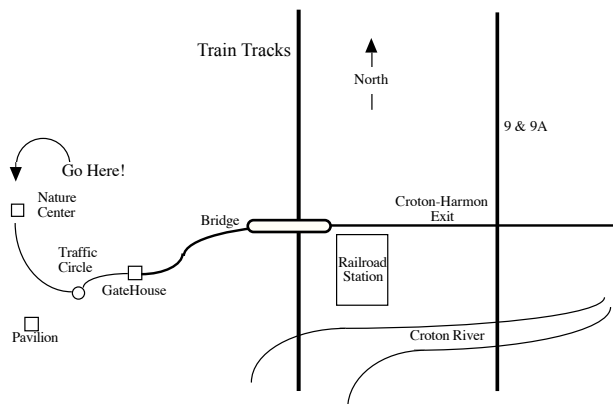 Train Tracks
North
9 & 9A
Go Here!
Nature
Center
Croton-Harmon
Exit
Bridge
Traffic
Circle
Railroad
Station
GateHouse
Pavilion
Croton River